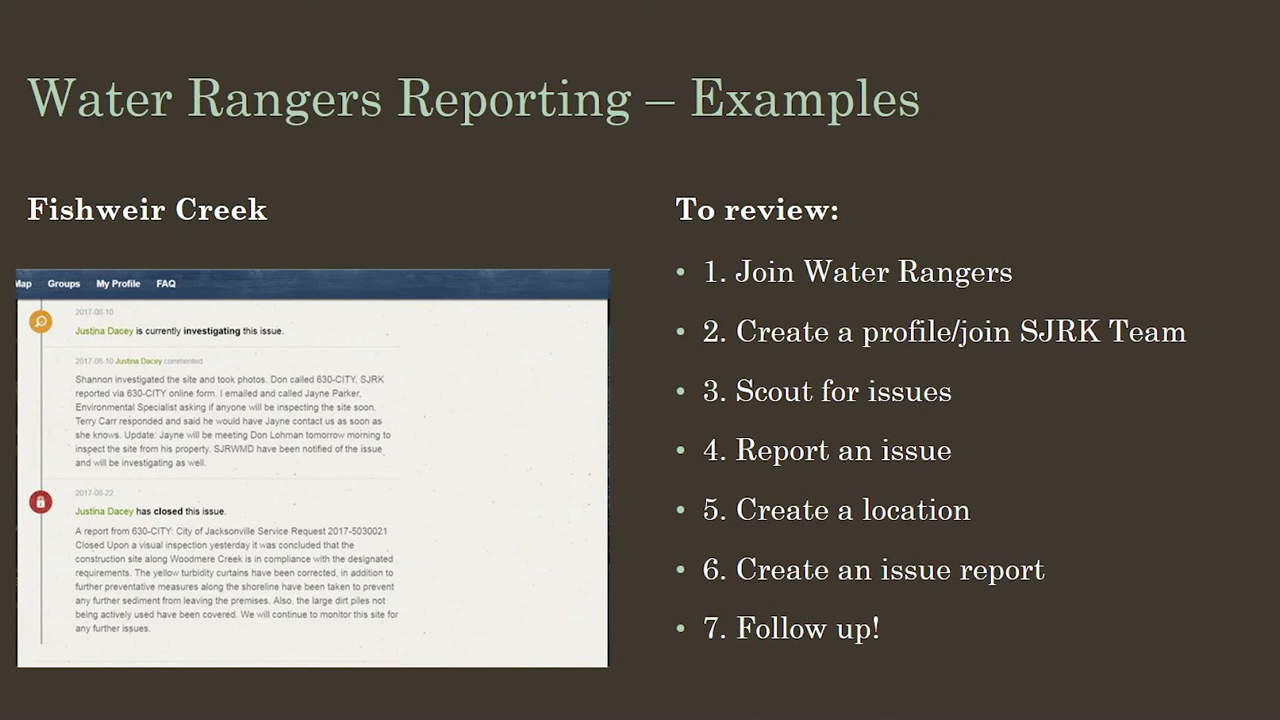 Water Rangers Reporting – Examples
Fishweir Creek
Map Groups My Profile FAQ
2017-08-10
Justina Dacey is currently investigating this issue.
2017-08-10 Justina Dacey commented
Shannon investigated the site and took photos. Don called 630-CITY, SJRK
reported via 630-CITY online form. I emailed and called Jayne Parker,
Environmental Specialist asking if anyone will be inspecting the site soon.
Terry Carr responded and said he would have Jayne contact us as soon as
she knows. Update: Jayne will be meeting Don Lohman tomorrow morning to
inspect the site from his property. SJRWMD have been notified of the issue
and will be investigating as well.
2017-08-22
Justina Dacey has closed this issue.
A report from 630-CITY: City of Jacksonville Service Request 2017-5030021
Closed Upon a visual inspection yesterday it was concluded that the
construction site along Woodmere Creek is in compliance with the designated
requirements. The yellow turbidity curtains have been corrected, in addition to
further preventative measures along the shoreline have been taken to prevent
any further sediment from leaving the premises. Also, the large dirt piles not
being actively used have been covered. We will continue to monitor this site for
any further issues.
To review:
• 1. Join Water Rangers
• 2. Create a profile/join SJRK Team
• 3. Scout for issues
• 4. Report an issue
• 5. Create a location
• 6. Create an issue report
• 7. Follow up!